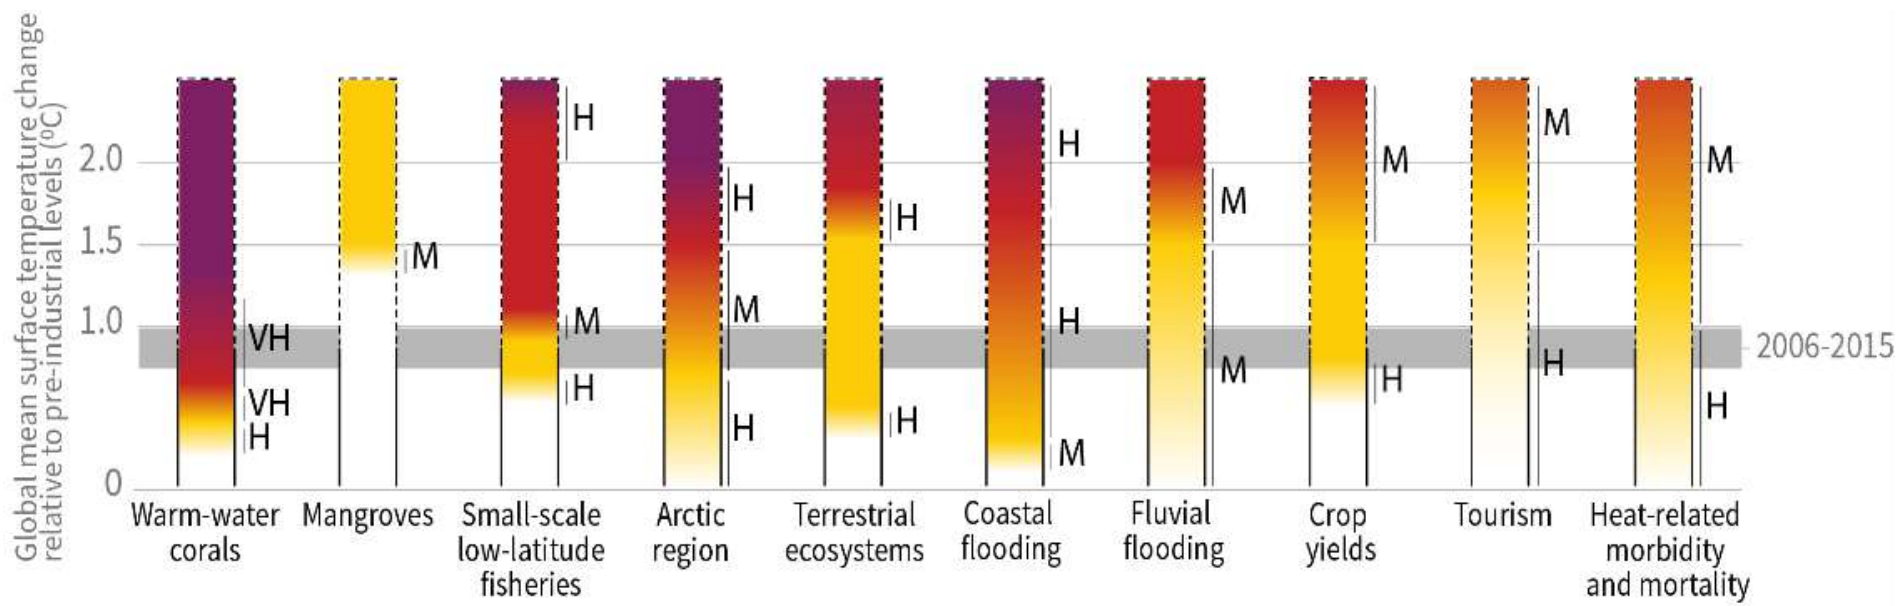 Global mean surface temperature change
relative to pre-industrial levels (⁰C)
2.0
1.5
1.0
0
2006-2015
VH
VH
H
M
H
M
H
H
M
H
H
H
H
H
M
M
M
M
H
M
H
M
H
Warm-water
corals
Mangroves
Small-scale
low-latitude
fisheries
Arctic
region
Terrestrial
ecosystems
Coastal
flooding
Fluvial
flooding
Crop
yields
Tourism
Heat-related
morbidity
and mortality